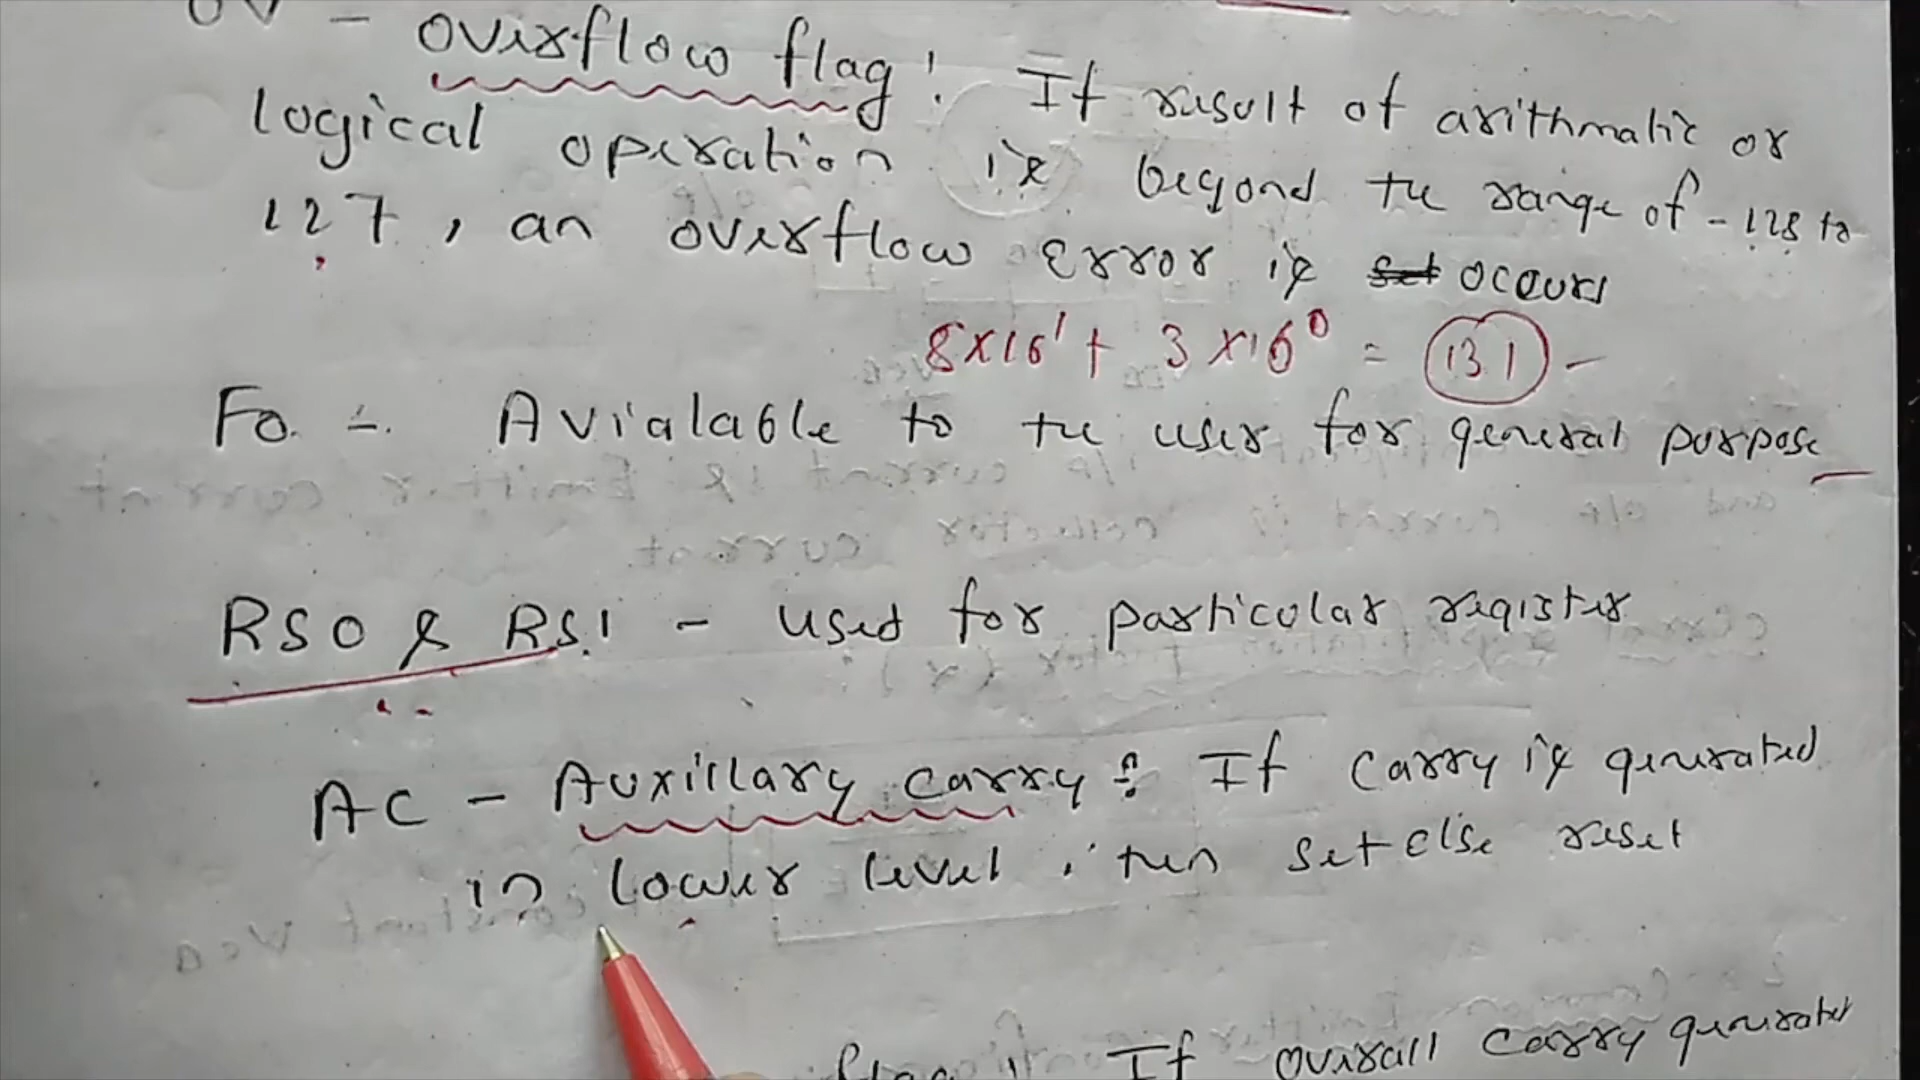 OV - Overflow flag : If result of arithmatic or
logical operation is beyond the range of -128 to
127, an overflow error is set occurs
8x16¹ + 3x16⁰ = 131 -
Fo :- Avialable to the user for general purpose
RS0 & RS1 - used for particular register
AC - Auxillary carry : If carry is generated
in lower level, then set else reset
flag : If overall carry generated